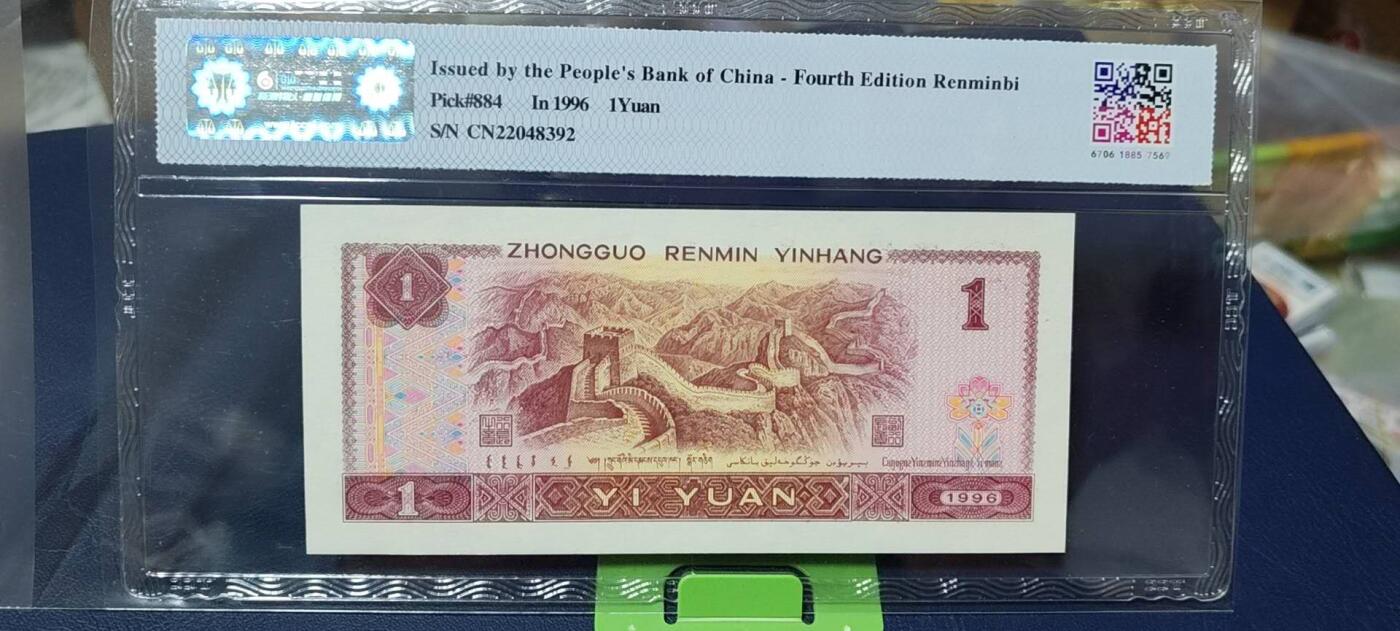 Issued by the People's Bank of China - Fourth Edition Renminbi
Pick#884 In 1996 1Yuan
S/N CN22048392
6706 1885 7569
ZHONGGUO RENMIN YINHANG
1
1
1
YI YUAN
1996